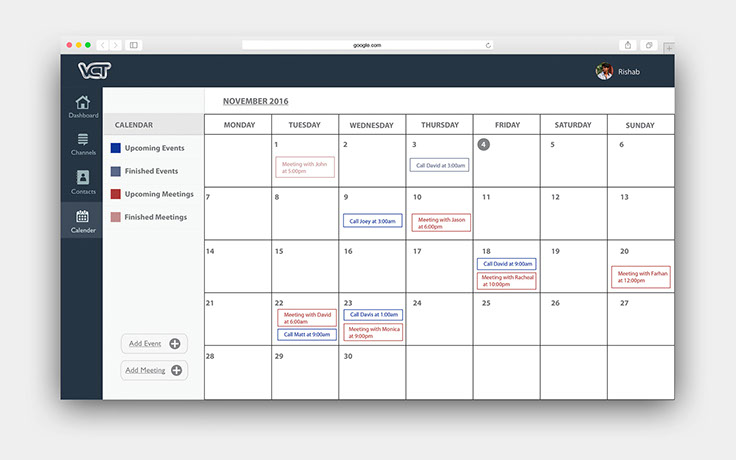 google.com
VCT
Rishab
Dashboard
Channels
Contacts
Calender
CALENDAR
Upcoming Events
Finished Events
Upcoming Meetings
Finished Meetings
Add Event
Add Meeting
NOVEMBER 2016
MONDAY TUESDAY WEDNESDAY THURSDAY FRIDAY SATURDAY SUNDAY
1 2 3 4 5 6
Meeting with John
at 5:00pm
Call David at 3:00am
7 8 9 10 11 12 13
Call Joey at 3:00am
Meeting with Jason
at 6:00pm
14 15 16 17 18 19 20
Call David at 9:00am
Meeting with Racheal
at 10:00pm
Meeting with Farhan
at 12:00pm
21 22 23 24 25 26 27
Meeting with David
at 6:00am
Call Matt at 9:00am
Call Davis at 1:00am
Meeting with Monica
at 9:00pm
28 29 30